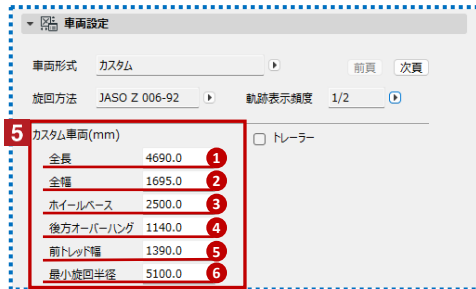 車両設定
車両形式 カスタム 前頁 次頁
旋回方法 JASO Z 006-92 軌跡表示頻度 1/2
5 カスタム車両(mm) トレーラー
全長 4690.0 1
全幅 1695.0 2
ホイールベース 2500.0 3
後方オーバーハング 1140.0 4
前トレッド幅 1390.0 5
最小旋回半径 5100.0 6